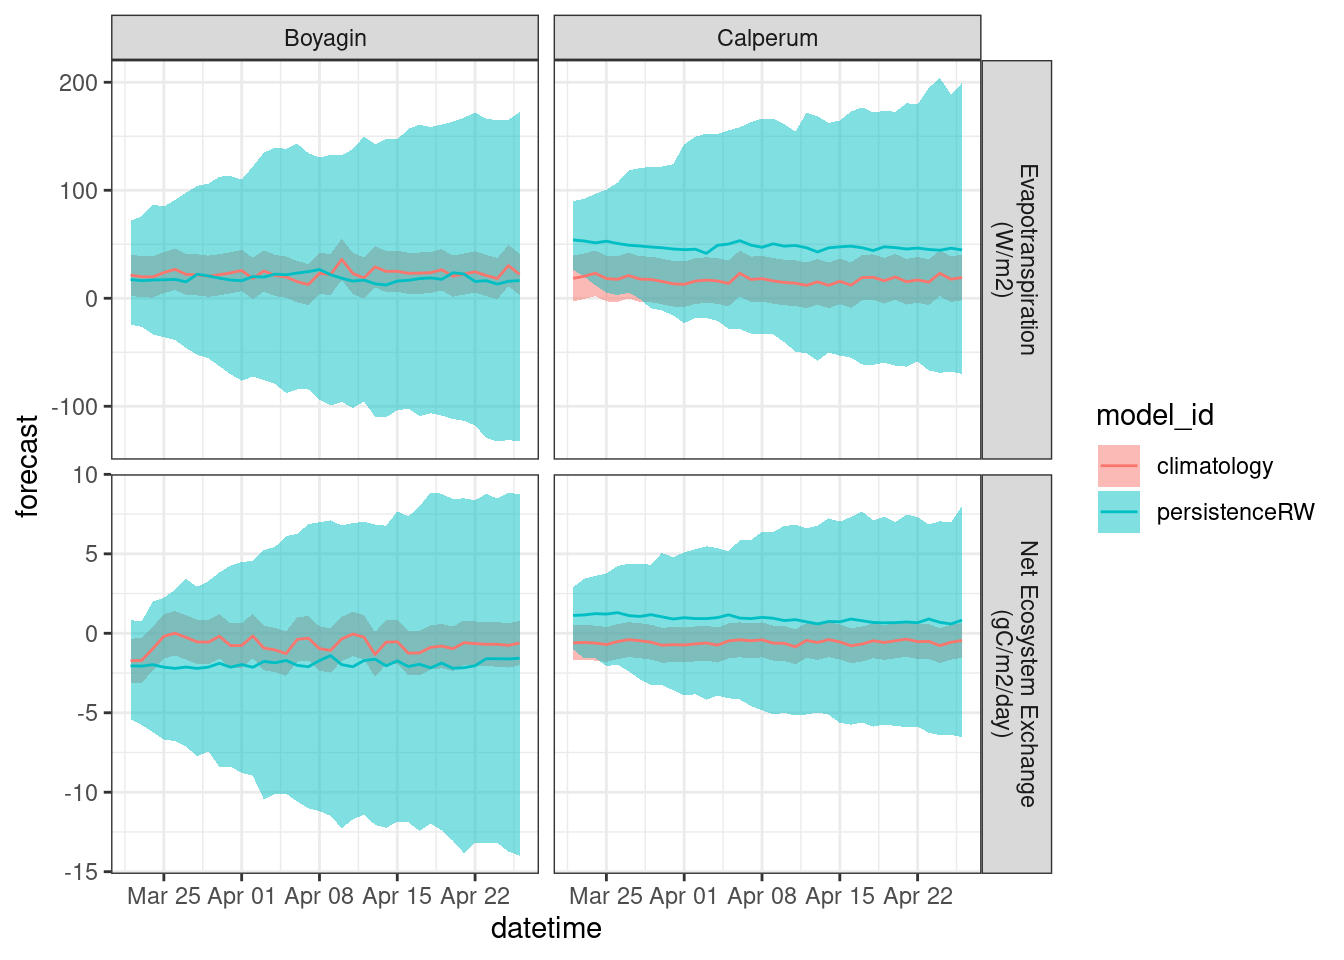 Boyagin
Calperum
200
100
0
-100
Evapotranspiration
(W/m2)
10
5
0
-5
-10
-15
Net Ecosystem Exchange
(gC/m2/day)
forecast
Mar 25 Apr 01 Apr 08 Apr 15 Apr 22
Mar 25 Apr 01 Apr 08 Apr 15 Apr 22
datetime
model_id
climatology
persistenceRW